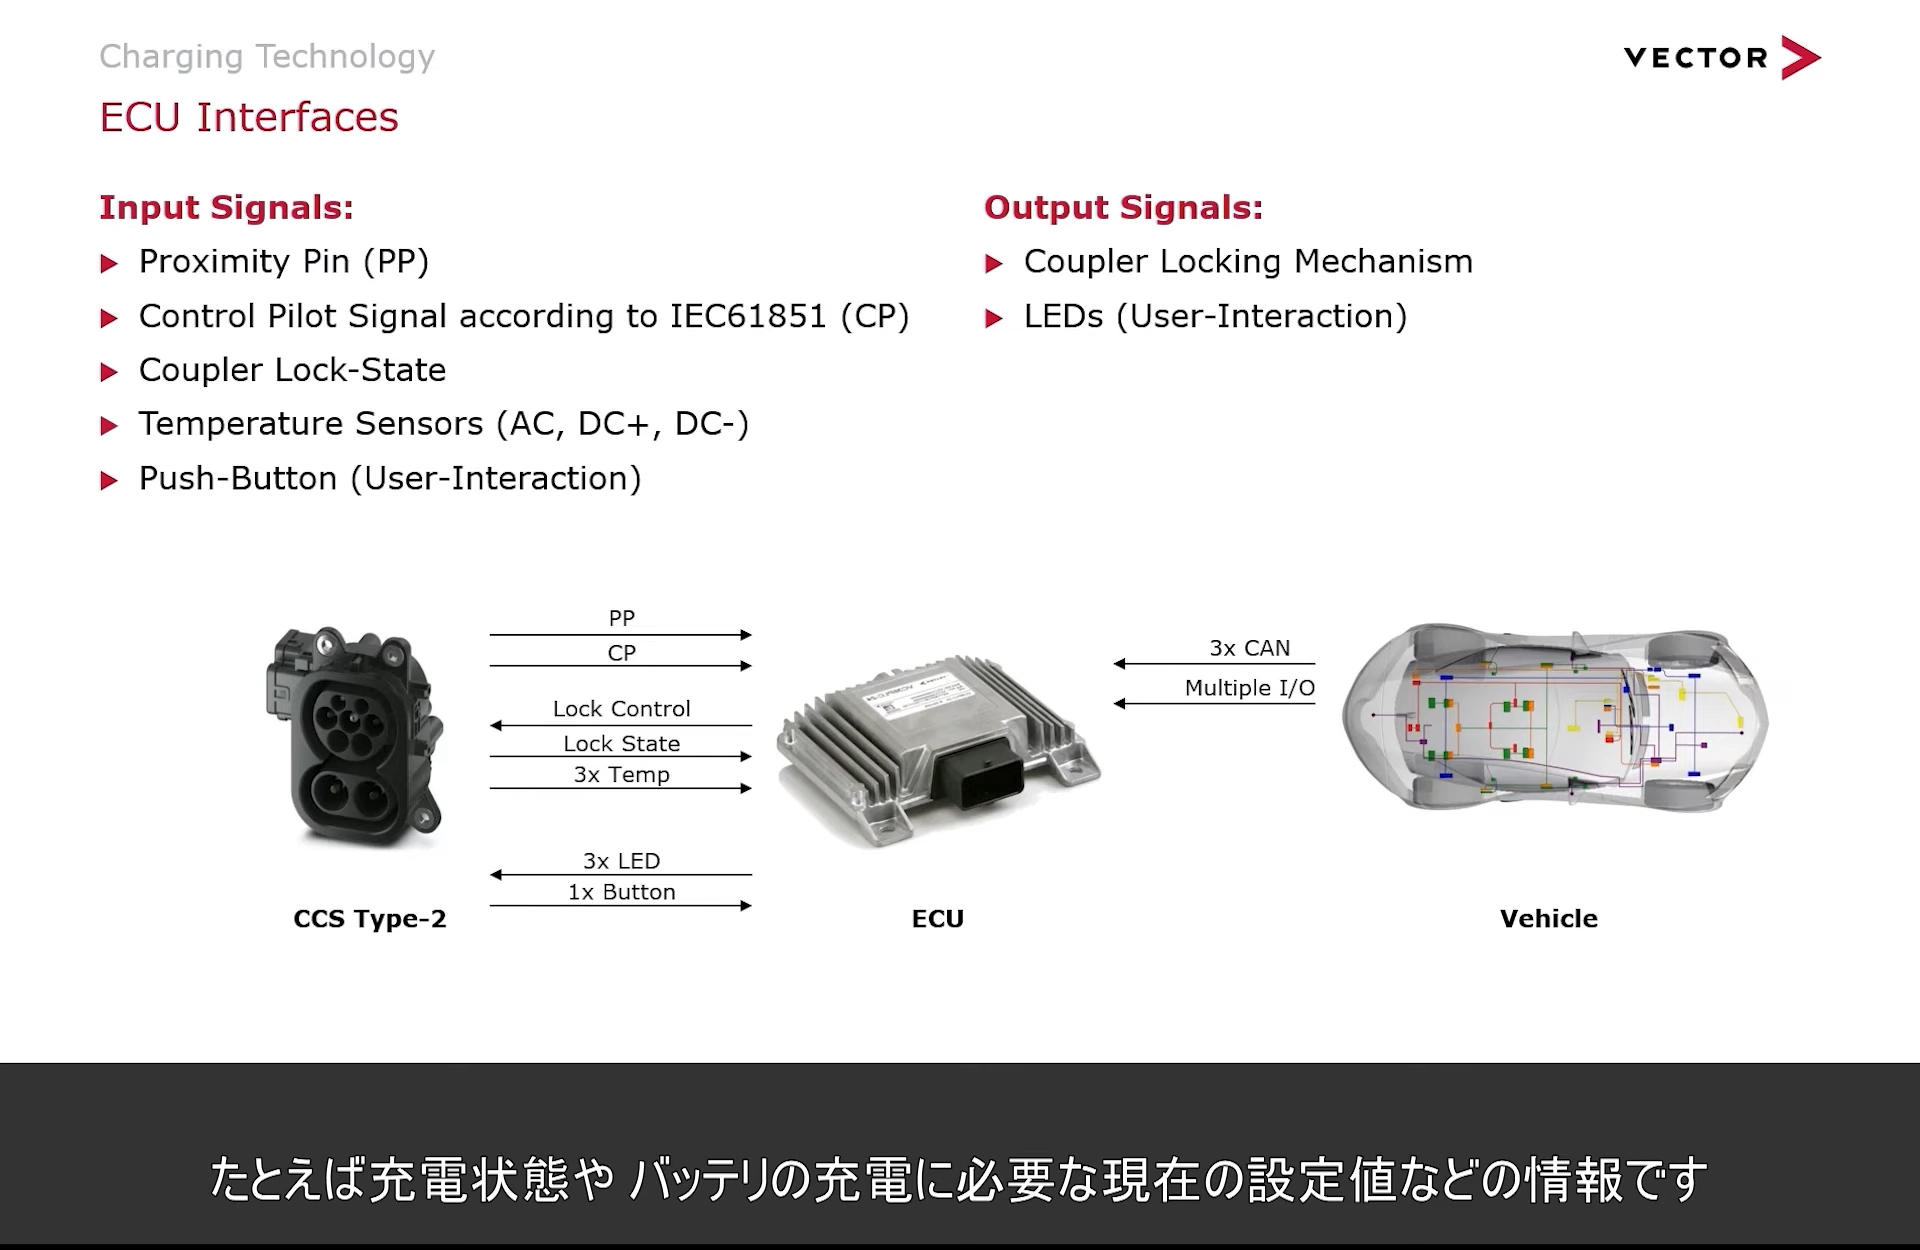 Charging Technology
VECTOR
ECU Interfaces
Input Signals:
Proximity Pin (PP)
Control Pilot Signal according to IEC61851 (CP)
Coupler Lock-State
Temperature Sensors (AC, DC+, DC-)
Push-Button (User-Interaction)
Output Signals:
Coupler Locking Mechanism
LEDs (User-Interaction)
PP
CP
Lock Control
Lock State
3x Temp
3x LED
1x Button
3x CAN
Multiple I/O
CCS Type-2
ECU
Vehicle
たとえば充電状態や バッテリの充電に必要な現在の設定値などの情報です